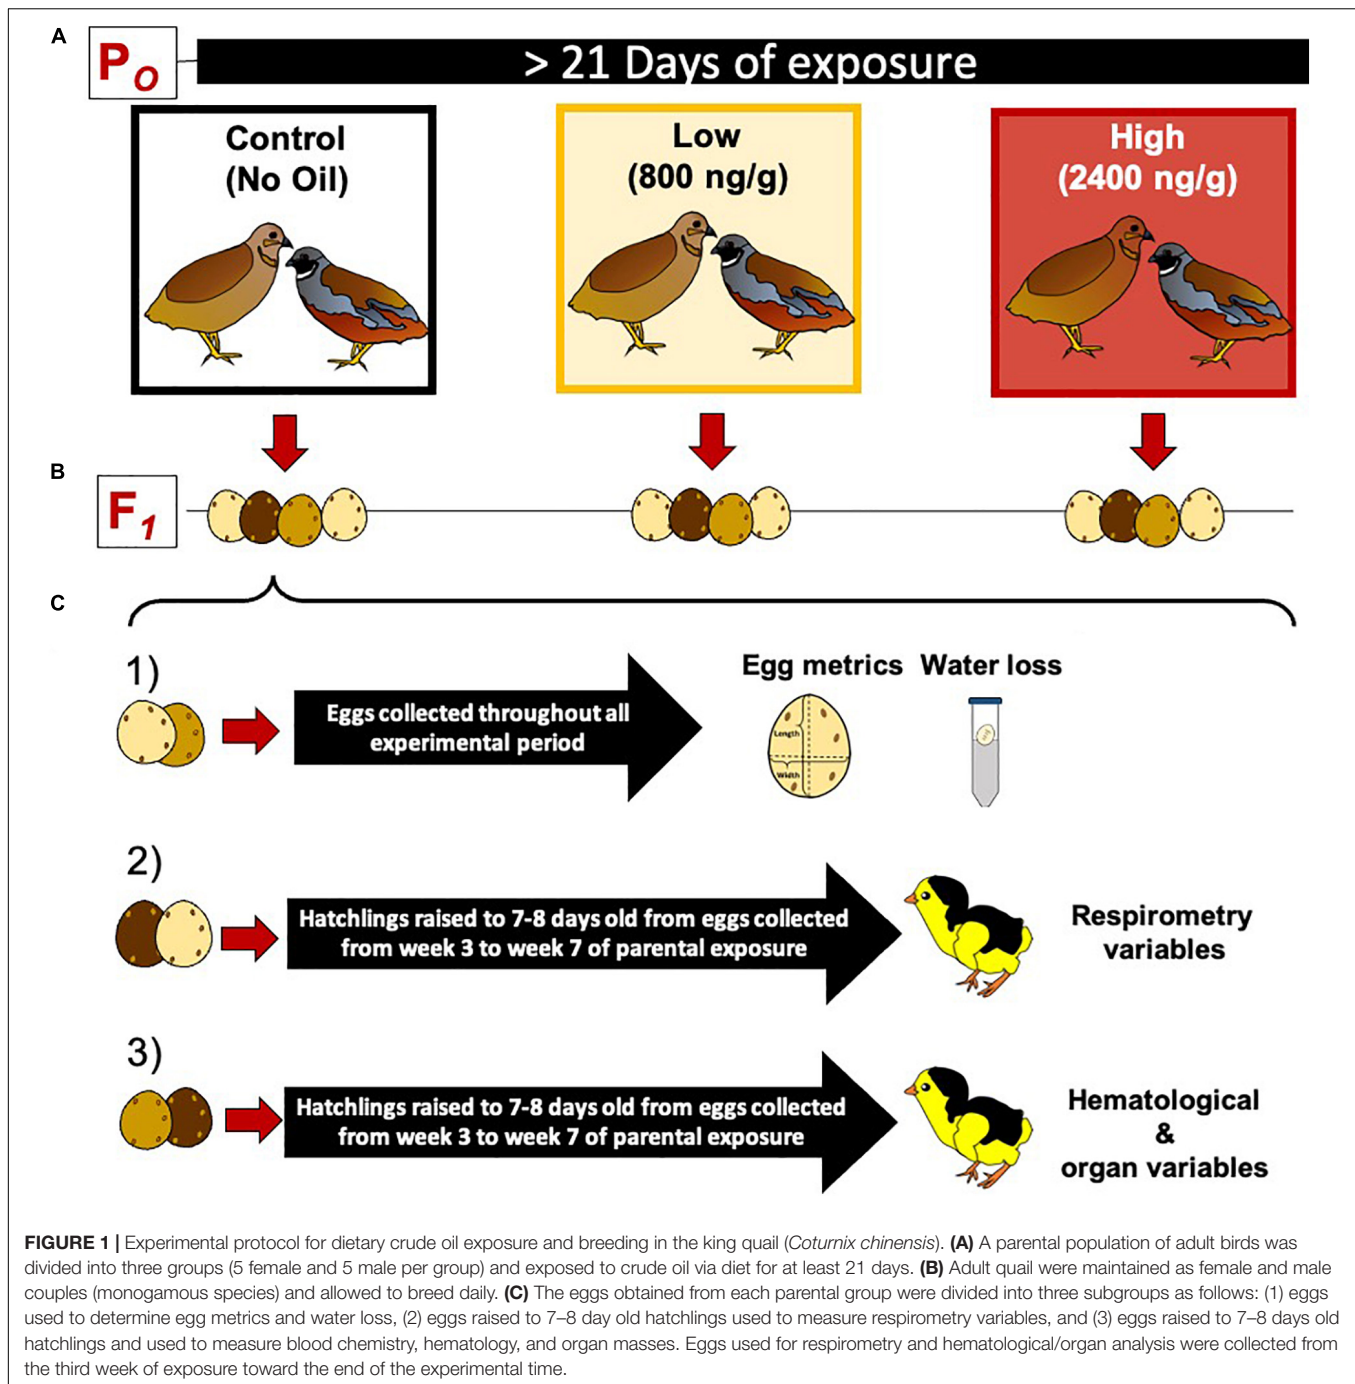 A
PO
> 21 Days of exposure
Control
(No Oil)
Low
(800 ng/g)
High
(2400 ng/g)
B
F1
C
1)
Eggs collected throughout all
experimental period
Egg metrics
Length
Width
Water loss
2)
Hatchlings raised to 7-8 days old from eggs collected
from week 3 to week 7 of parental exposure
Respirometry
variables
3)
Hatchlings raised to 7-8 days old from eggs collected
from week 3 to week 7 of parental exposure
Hematological
&
organ variables
FIGURE 1 | Experimental protocol for dietary crude oil exposure and breeding in the king quail (Coturnix chinensis). (A) A parental population of adult birds was
divided into three groups (5 female and 5 male per group) and exposed to crude oil via diet for at least 21 days. (B) Adult quail were maintained as female and male
couples (monogamous species) and allowed to breed daily. (C) The eggs obtained from each parental group were divided into three subgroups as follows: (1) eggs
used to determine egg metrics and water loss, (2) eggs raised to 7–8 day old hatchlings used to measure respirometry variables, and (3) eggs raised to 7–8 days old
hatchlings and used to measure blood chemistry, hematology, and organ masses. Eggs used for respirometry and hematological/organ analysis were collected from
the third week of exposure toward the end of the experimental time.